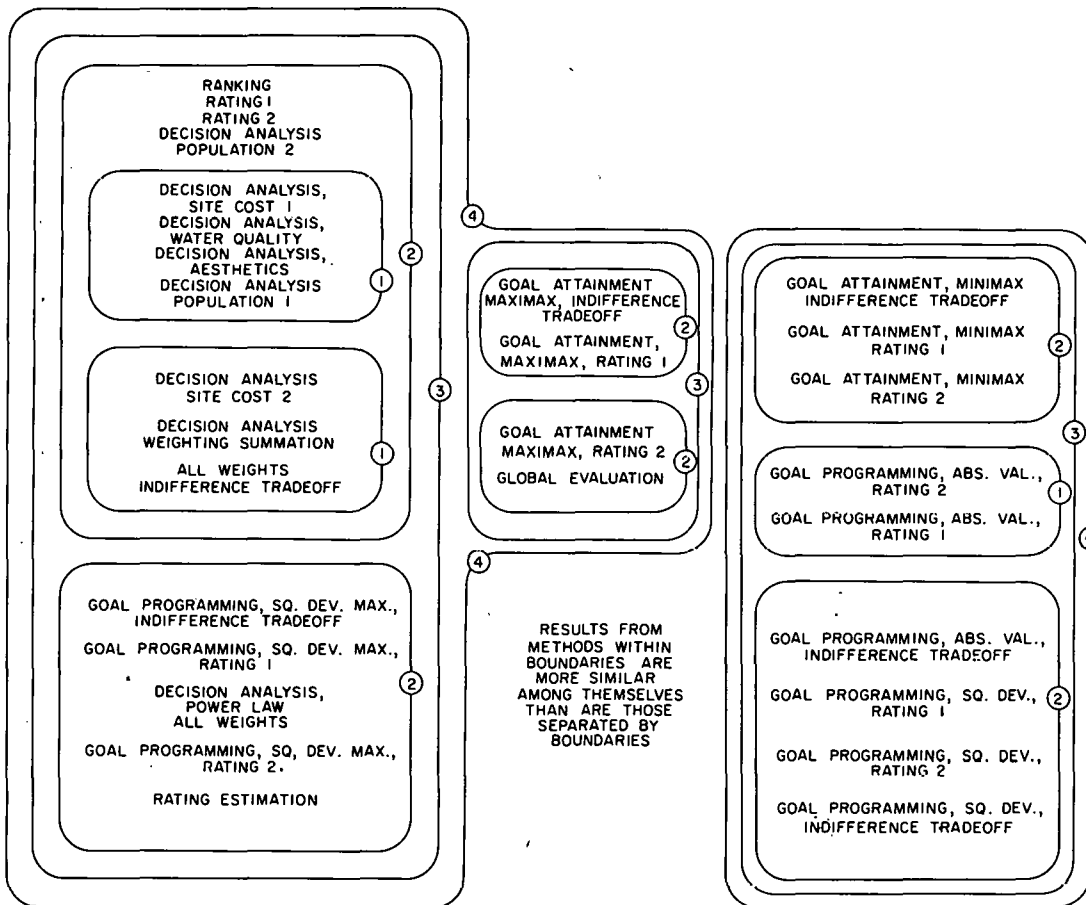 RANKING
RATING 1
RATING 2
DECISION ANALYSIS
POPULATION 2
DECISION ANALYSIS,
SITE COST 1
DECISION ANALYSIS,
WATER QUALITY
DECISION ANALYSIS,
AESTHETICS
DECISION ANALYSIS
POPULATION 1
1
2
DECISION ANALYSIS
SITE COST 2
DECISION ANALYSIS
WEIGHTING SUMMATION
ALL WEIGHTS
INDIFFERENCE TRADEOFF
1
3
GOAL PROGRAMMING, SQ. DEV. MAX.,
INDIFFERENCE TRADEOFF
GOAL PROGRAMMING, SQ. DEV. MAX.,
RATING 1
DECISION ANALYSIS,
POWER LAW
ALL WEIGHTS
GOAL PROGRAMMING, SQ, DEV. MAX.,
RATING 2.
RATING ESTIMATION
2
4
GOAL ATTAINMENT
MAXIMAX, INDIFFERENCE
TRADEOFF
GOAL ATTAINMENT,
MAXIMAX, RATING 1
2
3
GOAL ATTAINMENT
MAXIMAX, RATING 2
GLOBAL EVALUATION
2
4
RESULTS FROM
METHODS WITHIN
BOUNDARIES ARE
MORE SIMILAR
AMONG THEMSELVES
THAN ARE THOSE
SEPARATED BY
BOUNDARIES
GOAL ATTAINMENT, MINIMAX
INDIFFERENCE TRADEOFF
GOAL ATTAINMENT, MINIMAX
RATING 1
GOAL ATTAINMENT, MINIMAX
RATING 2
2
3
GOAL PROGRAMMING, ABS. VAL.,
RATING 2
GOAL PROGRAMMING, ABS. VAL.,
RATING 1
1
GOAL PROGRAMMING, ABS. VAL.,
INDIFFERENCE TRADEOFF
GOAL PROGRAMMING, SQ. DEV.,
RATING 1
GOAL PROGRAMMING, SQ. DEV.,
RATING 2
GOAL PROGRAMMING, SQ. DEV.,
INDIFFERENCE TRADEOFF
2